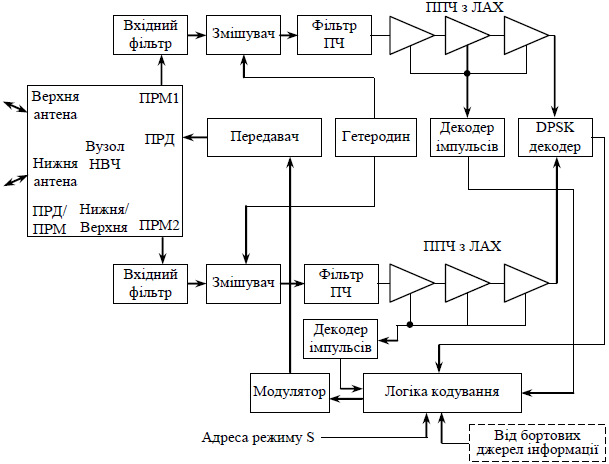 ППЧ з ЛАХ
Вхідний
фільтр
Змішувач
Фільтр
ПЧ
Верхня
антена
ПРМ1
Вузол
НВЧ
ПРД
Нижня
антена
ПРД/
ПРМ
Нижня/
Верхня
ПРМ2
Передавач
Гетеродин
Декодер
імпульсів
DPSK
декодер
ППЧ з ЛАХ
Вхідний
фільтр
Змішувач
Фільтр
ПЧ
Декодер
імпульсів
Модулятор
Логіка кодування
Адреса режиму S
Від бортових
джерел інформації